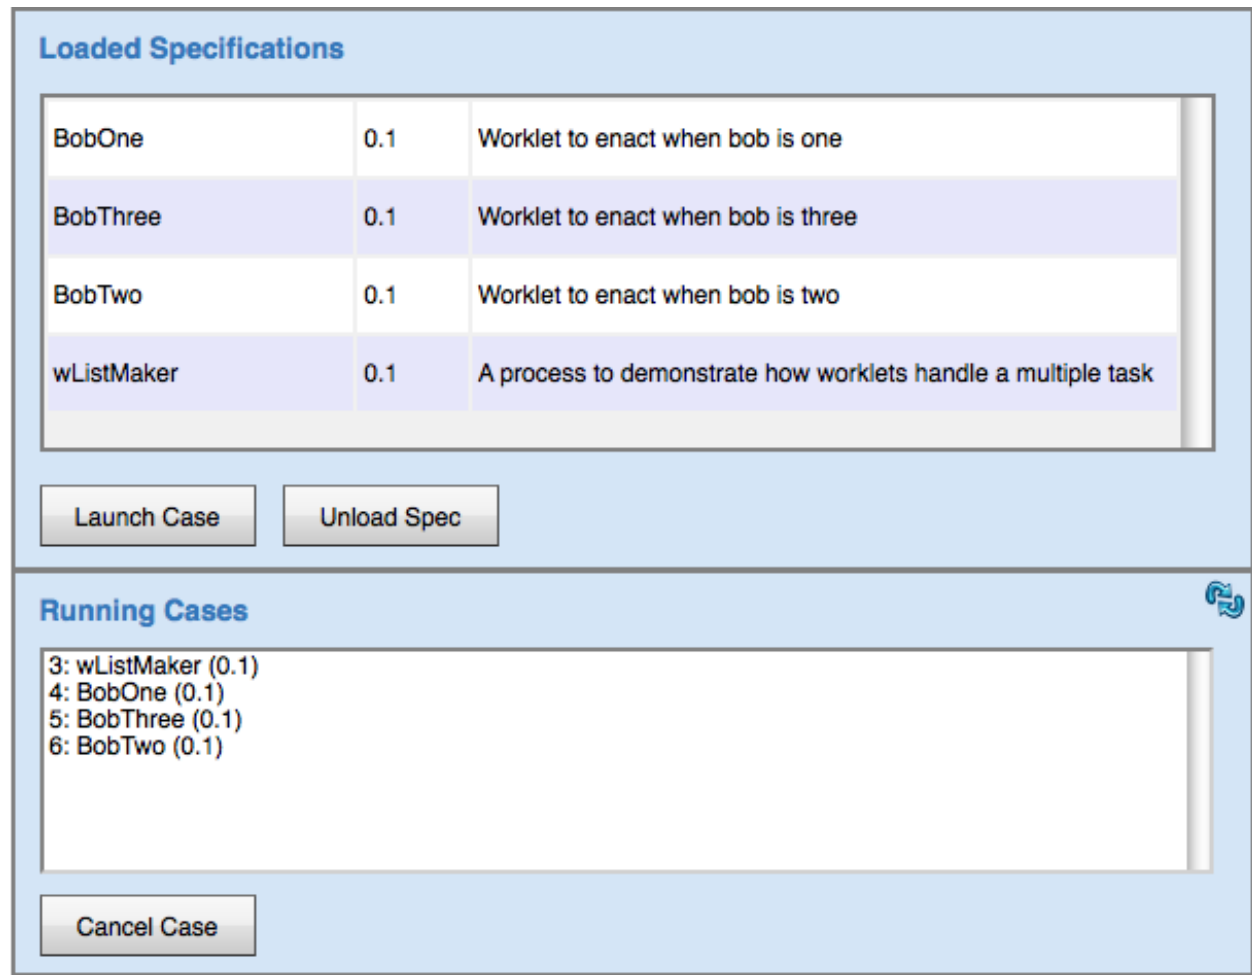 Loaded Specifications
BobOne 0.1 Worklet to enact when bob is one
BobThree 0.1 Worklet to enact when bob is three
BobTwo 0.1 Worklet to enact when bob is two
wListMaker 0.1 A process to demonstrate how worklets handle a multiple task
Launch Case Unload Spec
Running Cases
3: wListMaker (0.1)
4: BobOne (0.1)
5: BobThree (0.1)
6: BobTwo (0.1)
Cancel Case